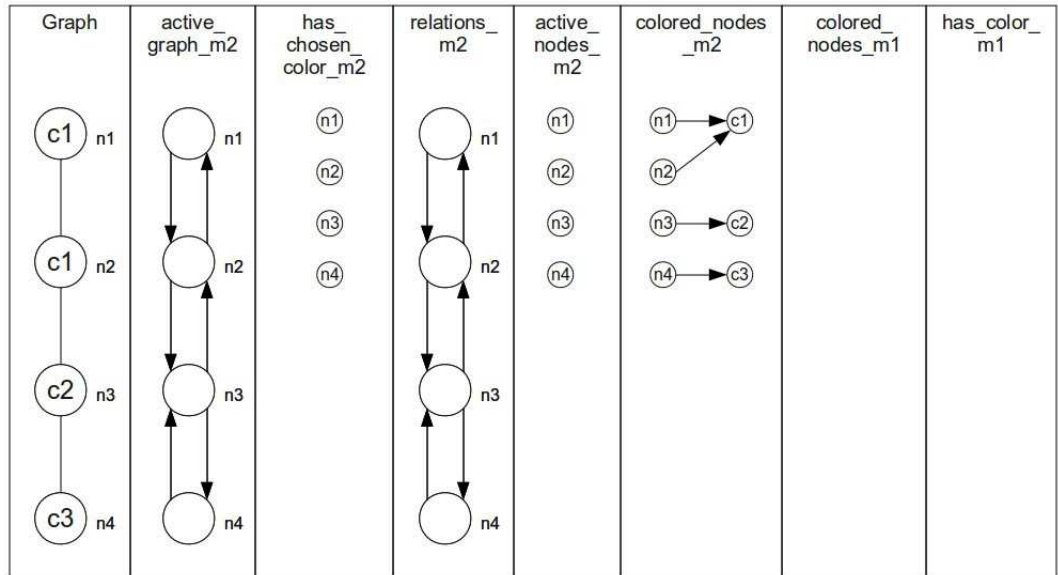 Graph
active_
graph_m2
has_
chosen_
color_m2
relations_
m2
active_
nodes_
m2
colored_nodes
_m2
colored_
nodes_m1
has_color_
m1
c1 n1
n1
n1
n1
n1
n1 c1
n2
n2
n2
n3
n3
n3 c2
n4
n4
n4 c3
c1 n2
n2
n2
c2 n3
n3
n3
c3 n4
n4
n4